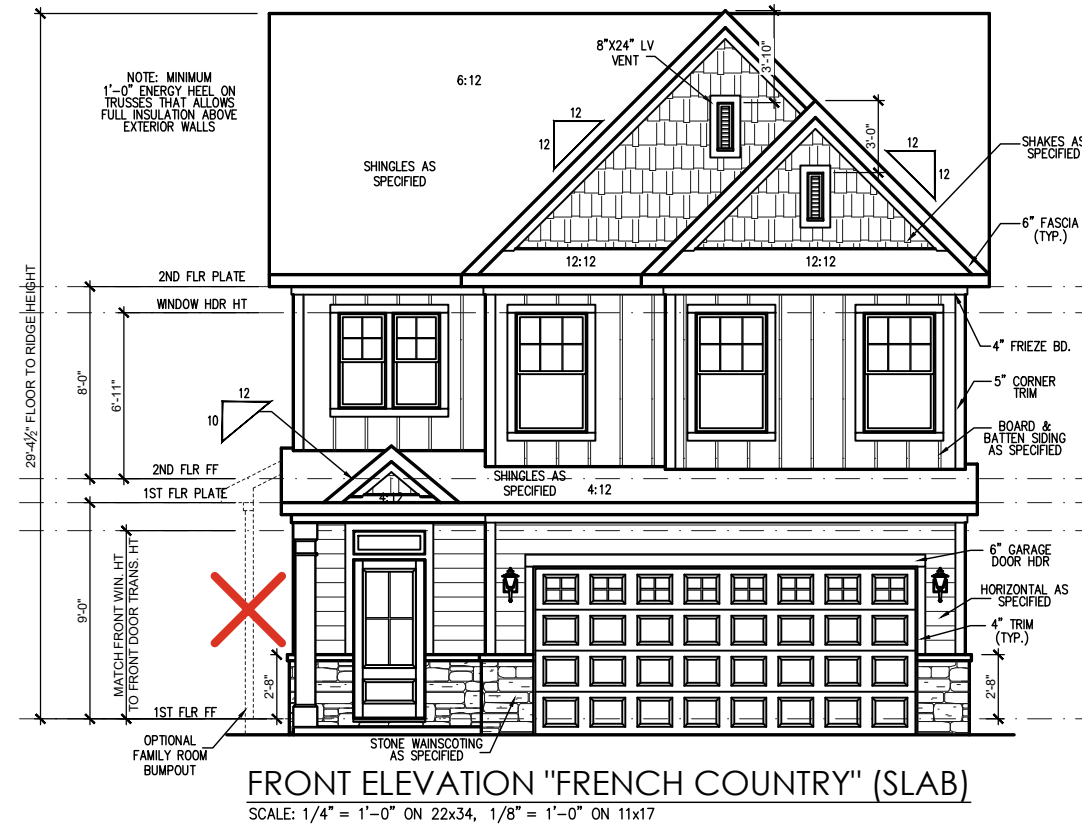 8"X24" LV
VENT
3'-10"
6:12
NOTE: MINIMUM
1'-0" ENERGY HEEL ON
TRUSSES THAT ALLOWS
FULL INSULATION ABOVE
EXTERIOR WALLS
12
12
3'-0"
SHAKES AS
SPECIFIED
12
12
SHINGLES AS
SPECIFIED
6" FASCIA
(TYP.)
12:12
12:12
2ND FLR PLATE
WINDOW HDR HT
29'-4½" FLOOR TO RIDGE HEIGHT
8'-0"
6'-11"
4" FRIEZE BD.
5" CORNER
TRIM
12
10
BOARD &
BATTEN SIDING
AS SPECIFIED
2ND FLR FF
SHINGLES AS
SPECIFIED
4:12
1ST FLR PLATE
4:12
6" GARAGE
DOOR HDR
HORIZONTAL AS
SPECIFIED
4" TRIM
(TYP.)
9'-0"
MATCH FRONT WIN. HT
TO FRONT DOOR TRANS. HT
2'-8"
2'-8"
1ST FLR FF
OPTIONAL
FAMILY ROOM
BUMPOUT
STONE WAINSCOTING
AS SPECIFIED
FRONT ELEVATION "FRENCH COUNTRY" (SLAB)
SCALE: 1/4" = 1'-0" ON 22x34, 1/8" = 1'-0" ON 11x17